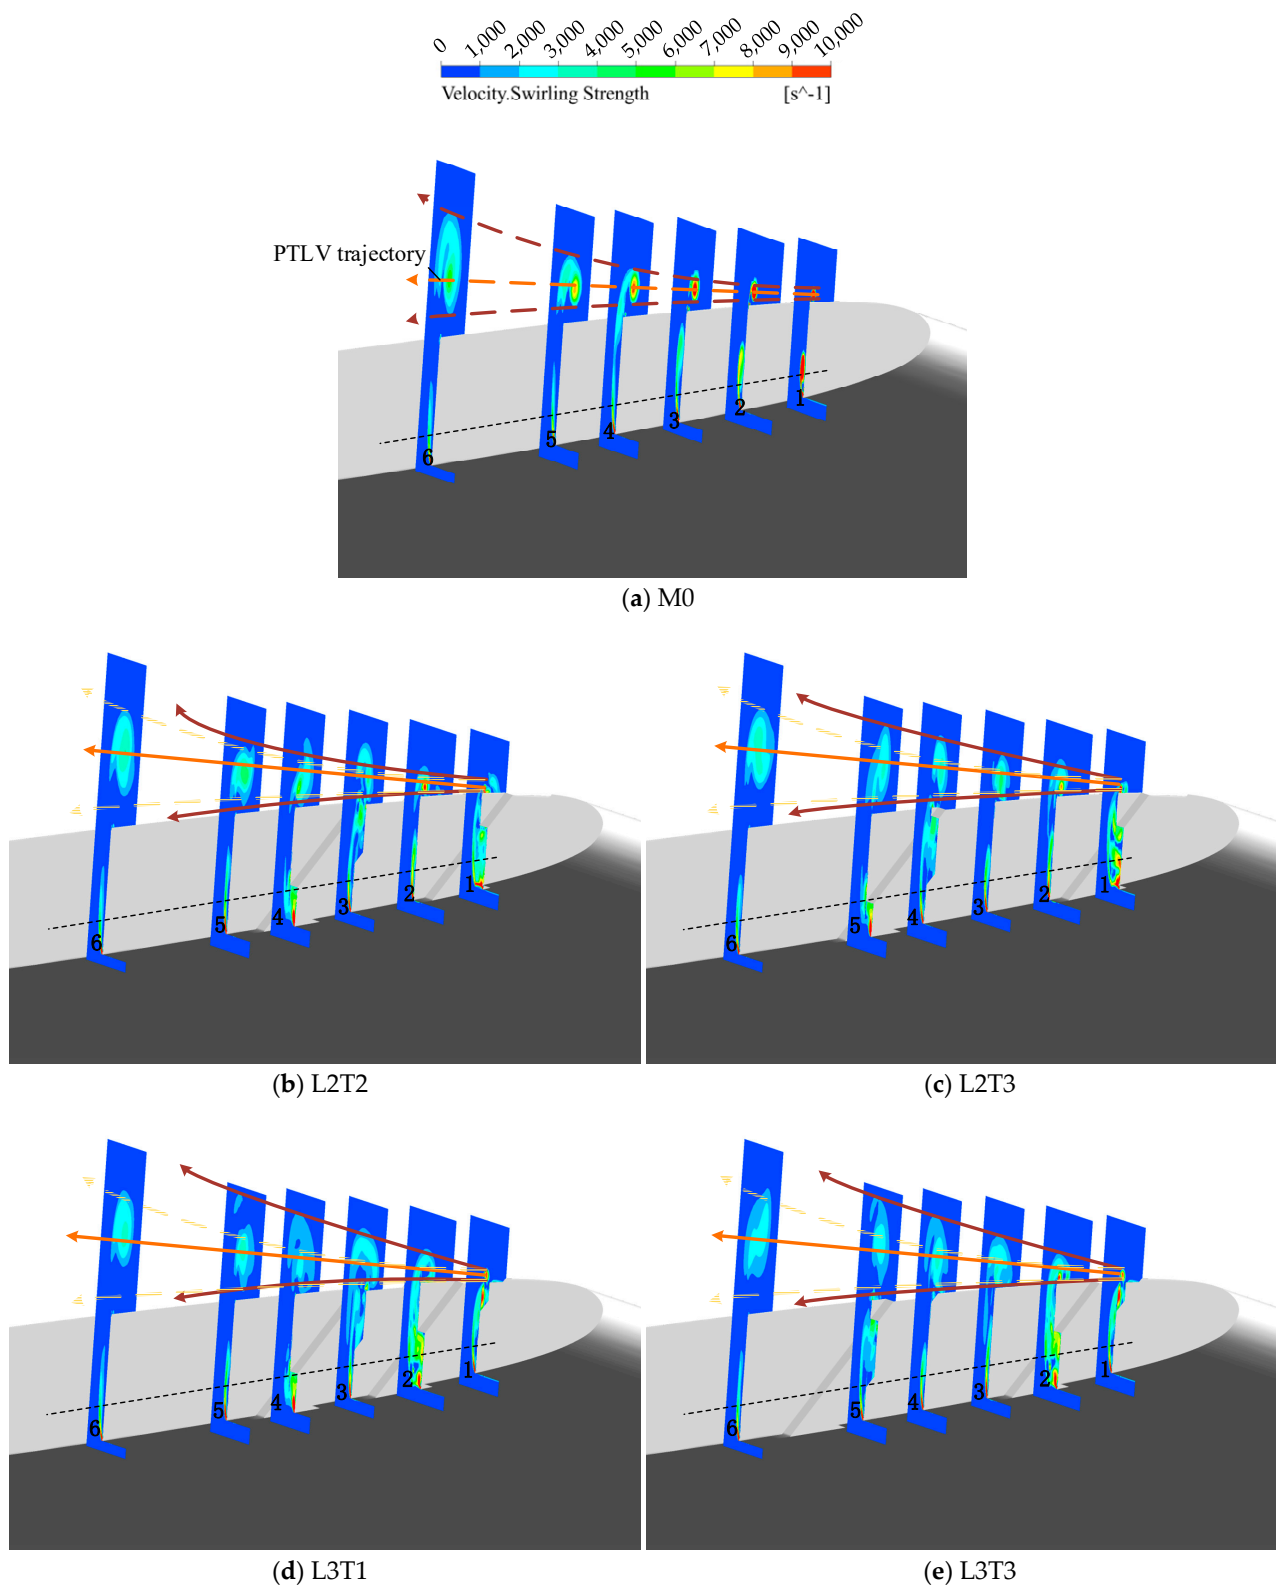 0 1,000 2,000 3,000 4,000 5,000 6,000 7,000 8,000 9,000 10,000
Velocity.Swirling Strength [s^-1]
PTLV trajectory
6 5 4 3 2 1
(a) M0
6 5 4 3 2 1
6 5 4 3 2 1
(b) L2T2
(c) L2T3
6 5 4 3 2 1
6 5 4 3 2 1
(d) L3T1
(e) L3T3